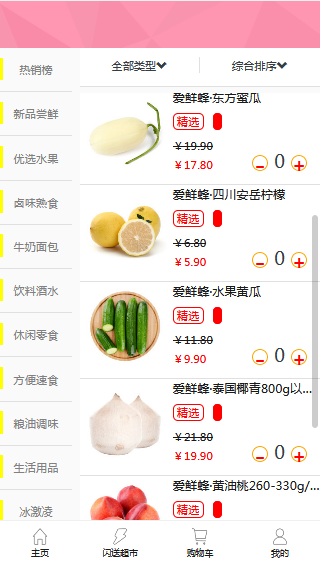 全部类型
综合排序
热销榜
新品尝鲜
优选水果
卤味熟食
牛奶面包
饮料酒水
休闲零食
方便速食
粮油调味
生活用品
冰激凌
爱鲜蜂·东方蜜瓜
精选
￥19.90
￥17.80
0
爱鲜蜂·四川安岳柠檬
精选
￥6.80
￥5.90
0
爱鲜蜂·水果黄瓜
精选
￥11.80
￥9.90
0
爱鲜蜂·泰国椰青800g以...
精选
￥21.80
￥19.90
0
爱鲜蜂·黄油桃260-330g/...
精选
主页
闪送超市
购物车
我的